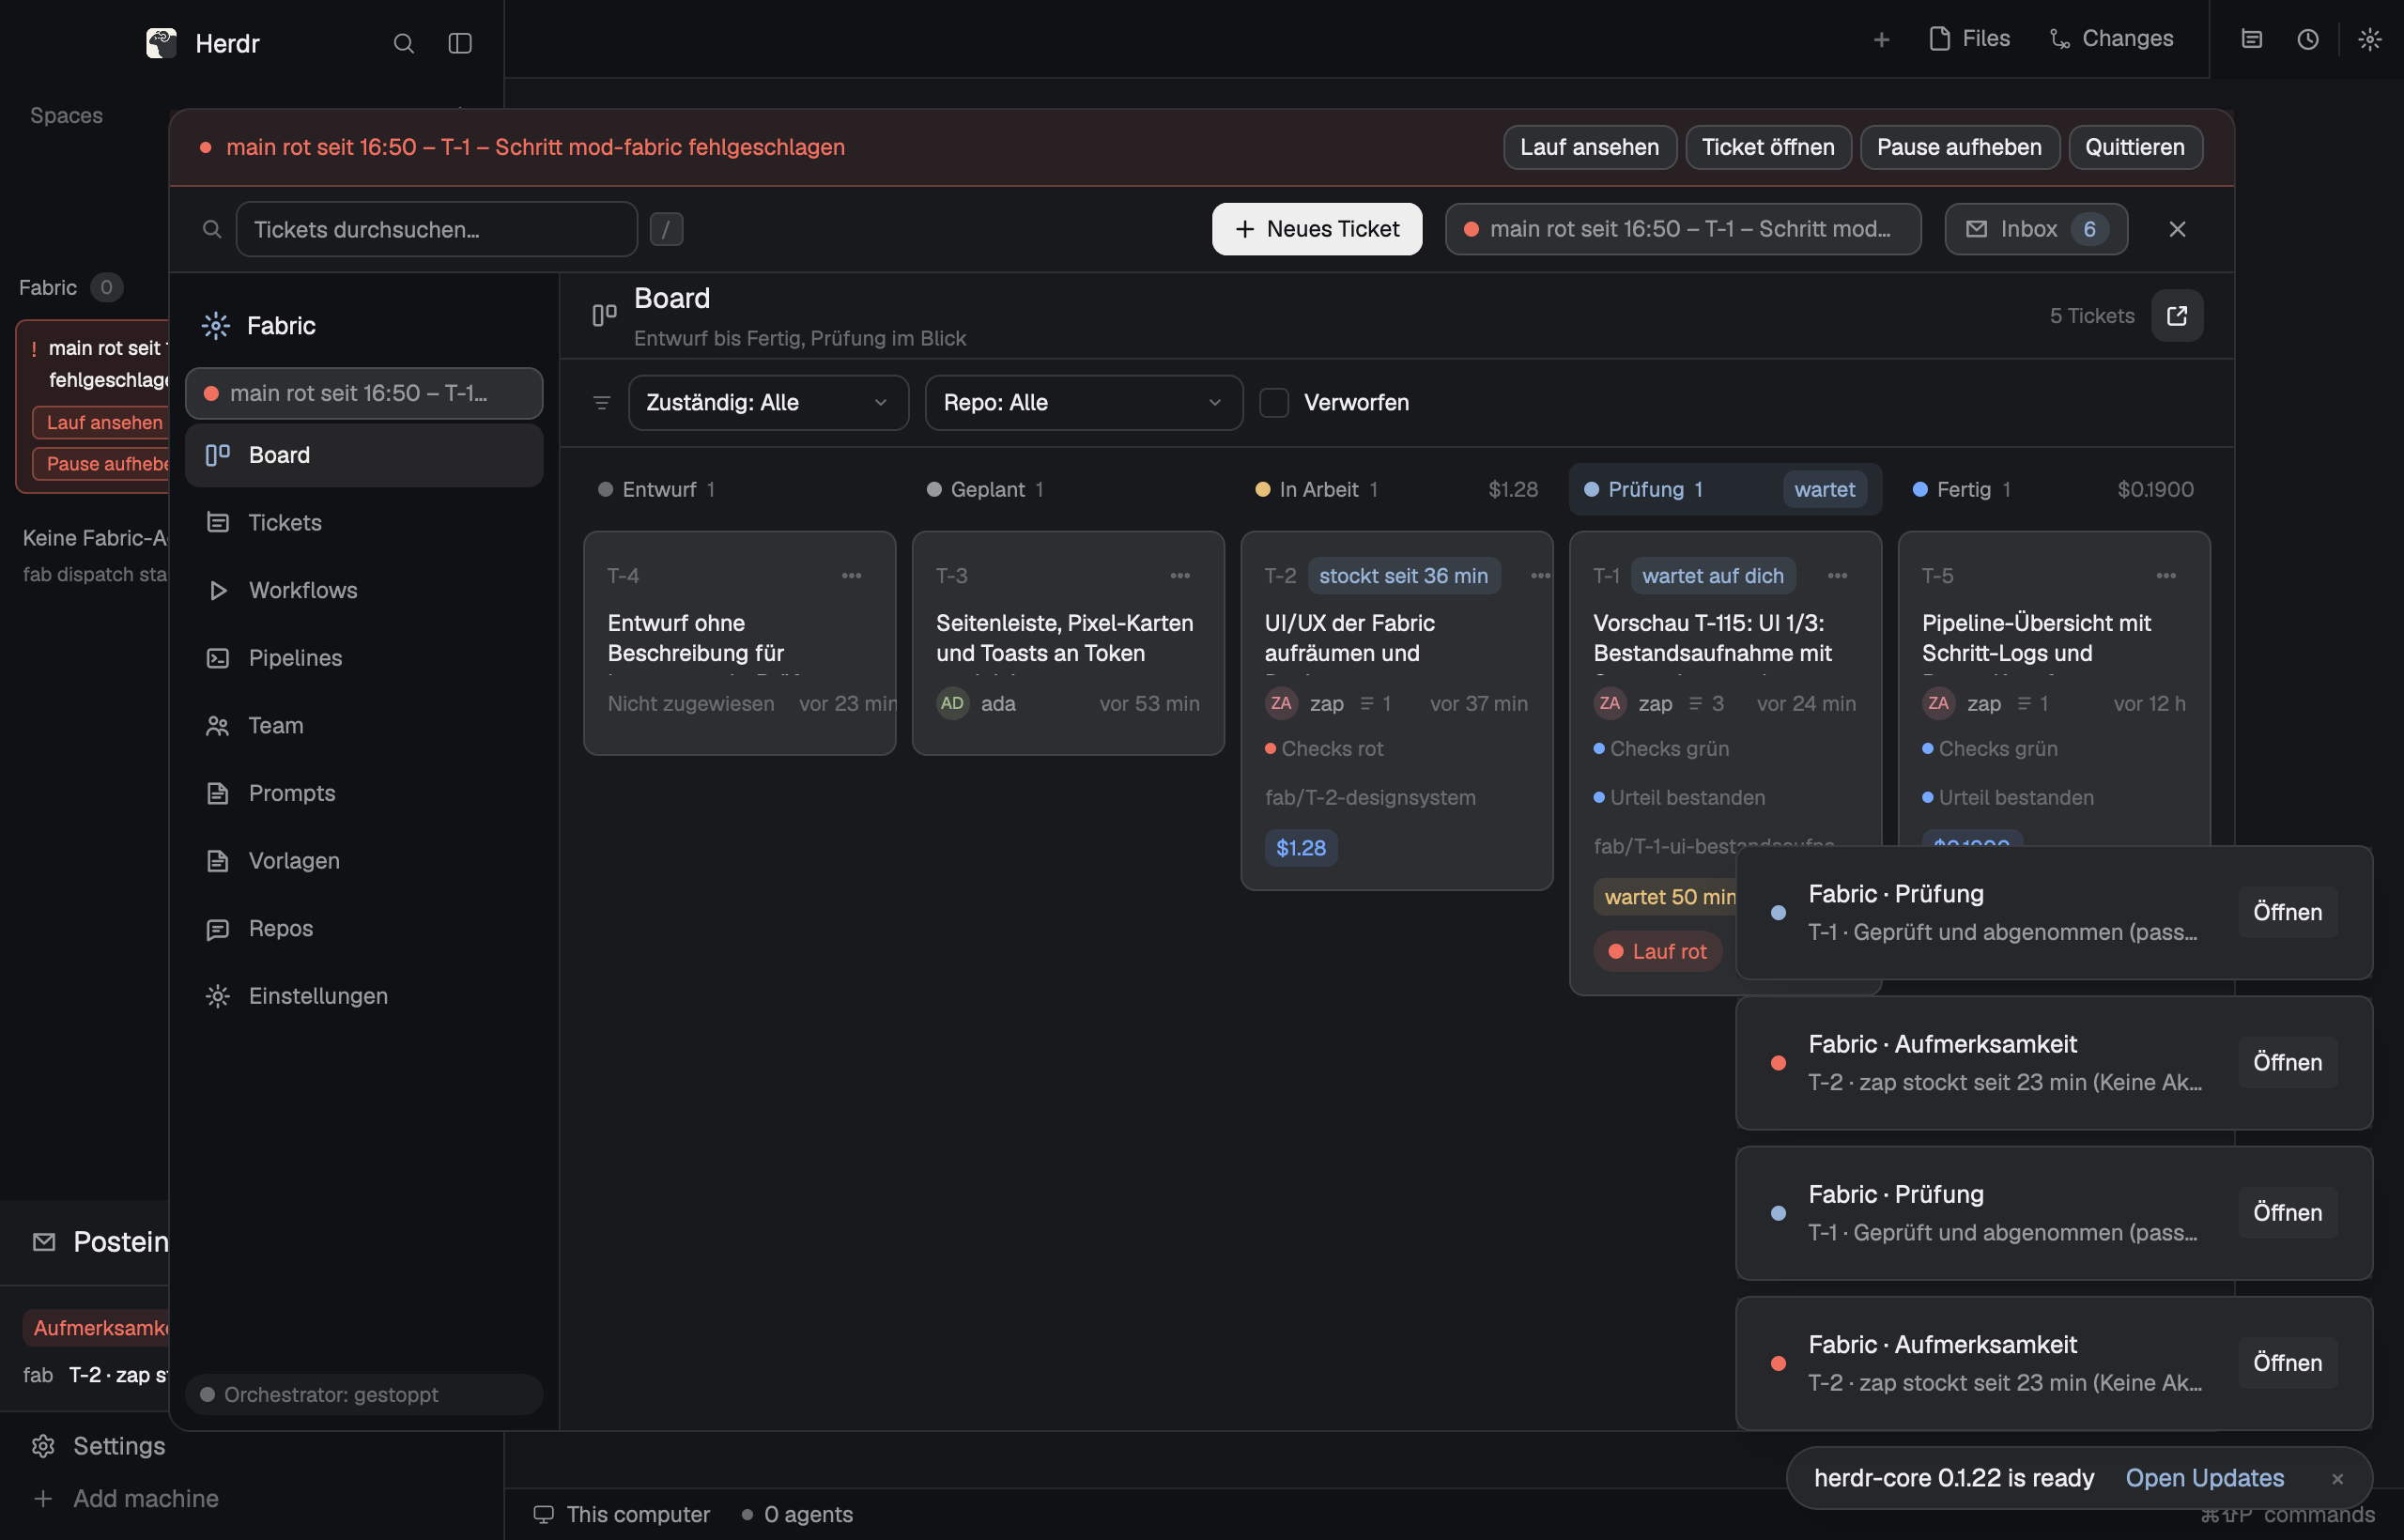 Herdr
Files
Changes
Spaces
main rot seit 16:50 – T-1 – Schritt mod-fabric fehlgeschlagen
Lauf ansehen
Ticket öffnen
Pause aufheben
Quittieren
Tickets durchsuchen...
/
Neues Ticket
main rot seit 16:50 – T-1 – Schritt mod...
Inbox 6
Fabric 0
main rot seit
fehlgeschlage
Lauf ansehen
Pause aufhebe
Keine Fabric-A
fab dispatch sta
Fabric
main rot seit 16:50 – T-1...
Board
Tickets
Workflows
Pipelines
Team
Prompts
Vorlagen
Repos
Einstellungen
Orchestrator: gestoppt
Board
Entwurf bis Fertig, Prüfung im Blick
5 Tickets
Zuständig: Alle
Repo: Alle
Verworfen
Entwurf 1
Geplant 1
In Arbeit 1
$1.28
Prüfung 1
wartet
Fertig 1
$0.1900
T-4
Entwurf ohne
Beschreibung für
Nicht zugewiesen
vor 23 min
T-3
Seitenleiste, Pixel-Karten
und Toasts an Token
AD ada
vor 53 min
T-2
stockt seit 36 min
UI/UX der Fabric
aufräumen und
ZA zap 1
vor 37 min
Checks rot
fab/T-2-designsystem
$1.28
T-1
wartet auf dich
Vorschau T-115: UI 1/3:
Bestandsaufnahme mit
ZA zap 3
vor 24 min
Checks grün
Urteil bestanden
fab/T-1-ui-bestandsaufna...
wartet 50 min
Lauf rot
T-5
Pipeline-Übersicht mit
Schritt-Logs und
ZA zap 1
vor 12 h
Checks grün
Urteil bestanden
$0.1900
Fabric · Prüfung
T-1 · Geprüft und abgenommen (pass...
Öffnen
Fabric · Aufmerksamkeit
T-2 · zap stockt seit 23 min (Keine Ak...
Öffnen
Fabric · Prüfung
T-1 · Geprüft und abgenommen (pass...
Öffnen
Fabric · Aufmerksamkeit
T-2 · zap stockt seit 23 min (Keine Ak...
Öffnen
Postein
Aufmerksamke
fab T-2 · zap s
Settings
Add machine
herdr-core 0.1.22 is ready
Open Updates
This computer
0 agents
⌘⇧P commands